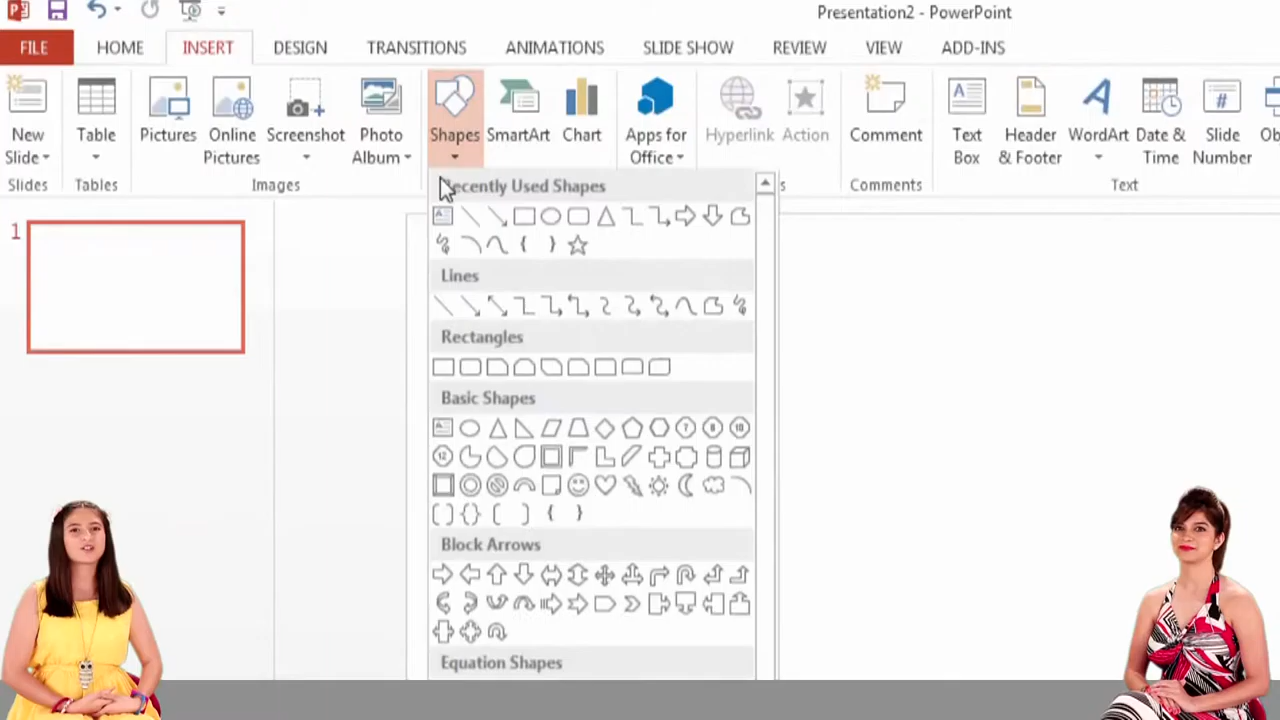 Presentation2 - PowerPoint
FILE HOME INSERT DESIGN TRANSITIONS ANIMATIONS SLIDE SHOW REVIEW VIEW ADD-INS
New Slide
Table
Pictures
Online Pictures
Screenshot
Photo Album
Shapes
SmartArt
Chart
Apps for Office
Hyperlink
Action
Comment
Text Box
Header & Footer
WordArt
Date & Time
Slide Number
Slides Tables Images Comments Text
Recently Used Shapes
Lines
Rectangles
Basic Shapes
Block Arrows
Equation Shapes
1